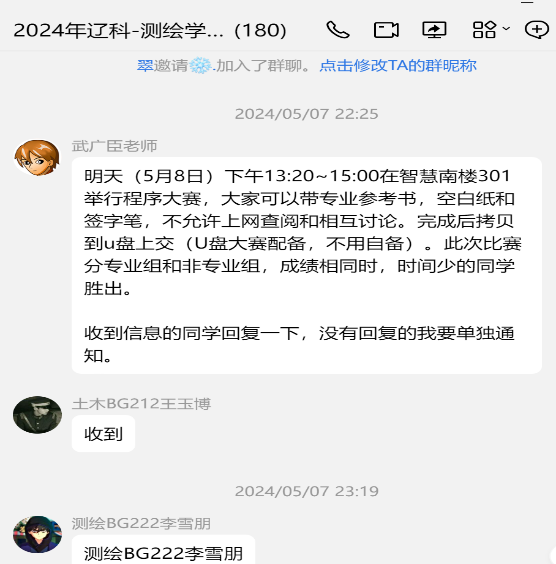 2024年辽科-测绘学... (180)
翠邀请❄️.加入了群聊。点击修改TA的群昵称
2024/05/07 22:25
武广臣老师
明天（5月8日）下午13:20~15:00在智慧南楼301
举行程序大赛，大家可以带专业参考书，空白纸和
签字笔，不允许上网查阅和相互讨论。完成后拷贝
到u盘上交（U盘大赛配备，不用自备）。此次比赛
分专业组和非专业组，成绩相同时，时间少的同学
胜出。
收到信息的同学回复一下，没有回复的我要单独通
知。
土木BG212王玉博
收到
2024/05/07 23:19
测绘BG222李雪朋
测绘BG222李雪朋